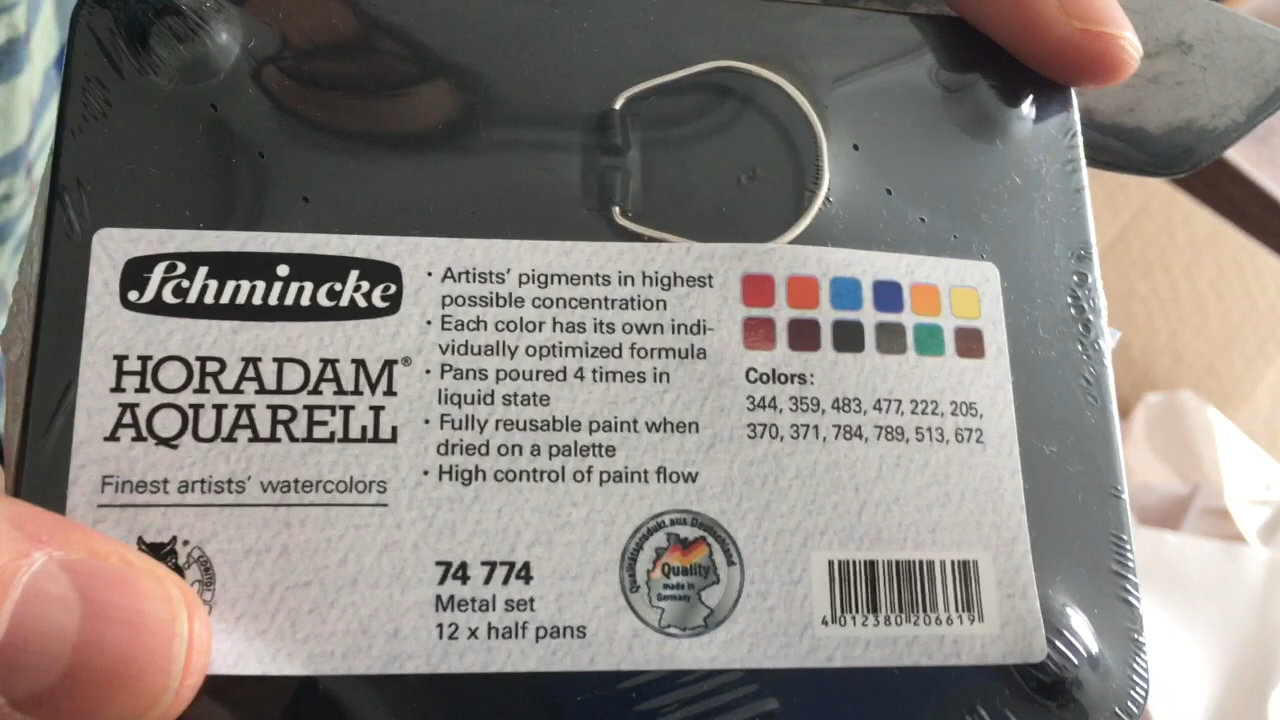 Schmincke
HORADAM®
AQUARELL
Finest artists' watercolors
• Artists' pigments in highest
possible concentration
• Each color has its own indi-
vidually optimized formula
• Pans poured 4 times in
liquid state
• Fully reusable paint when
dried on a palette
• High control of paint flow
Colors:
344, 359, 483, 477, 222, 205,
370, 371, 784, 789, 513, 672
74 774
Metal set
12 x half pans
Qualitätsprodukt aus Deutschland
Quality
made in
Germany
4 012380 206619